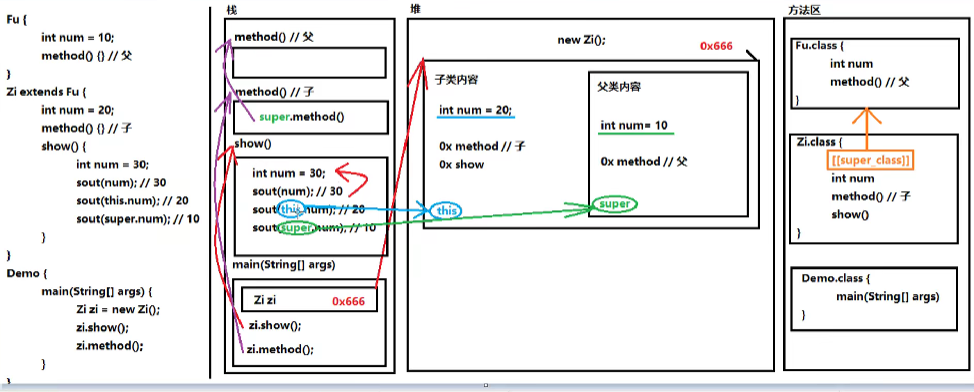 Fu {
int num = 10;
method() {} // 父
}
Zi extends Fu {
int num = 20;
method() {} // 子
show() {
int num = 30;
sout(num); // 30
sout(this.num); // 20
sout(super.num); // 10
}
}
Demo {
main(String[] args) {
Zi zi = new Zi();
zi.show();
zi.method();
}
}
栈
method() // 父
method() // 子
super.method()
show()
int num = 30;
sout(num); // 30
sout(this.num); // 20
sout(super.num); // 10
main(String[] args)
Zi zi 0x666
zi.show();
zi.method();
堆
new Zi(); 0x666
子类内容
int num = 20;
0x method // 子
0x show
this
父类内容
int num= 10
0x method // 父
super
方法区
Fu.class {
int num
method() // 父
}
Zi.class {
[[super_class]]
int num
method() // 子
show()
}
Demo.class {
main(String[] args)
}